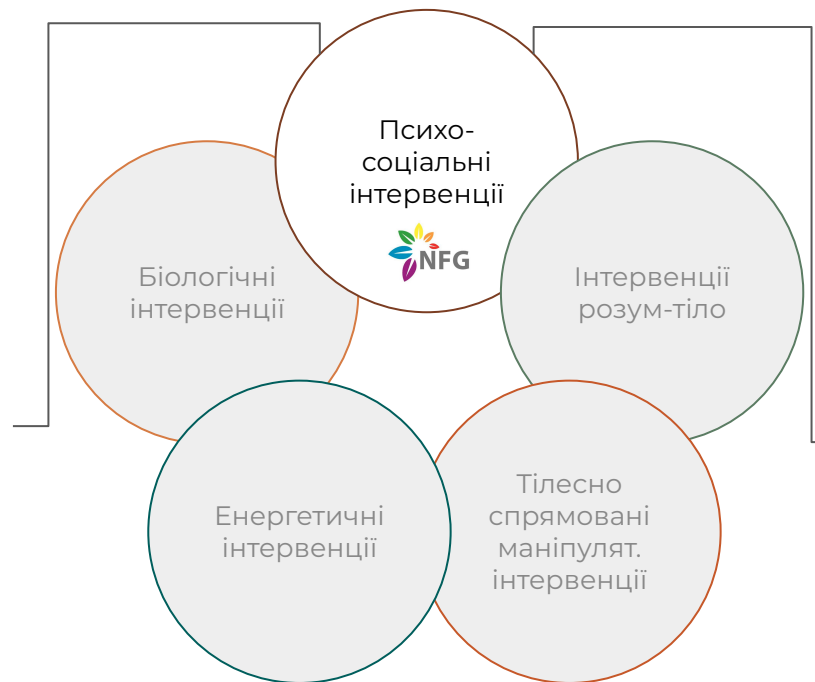 Психо-
соціальні
інтервенції
NFG
Біологічні
інтервенції
Інтервенції
розум-тіло
Енергетичні
інтервенції
Тілесно
спрямовані
маніпулят.
інтервенції